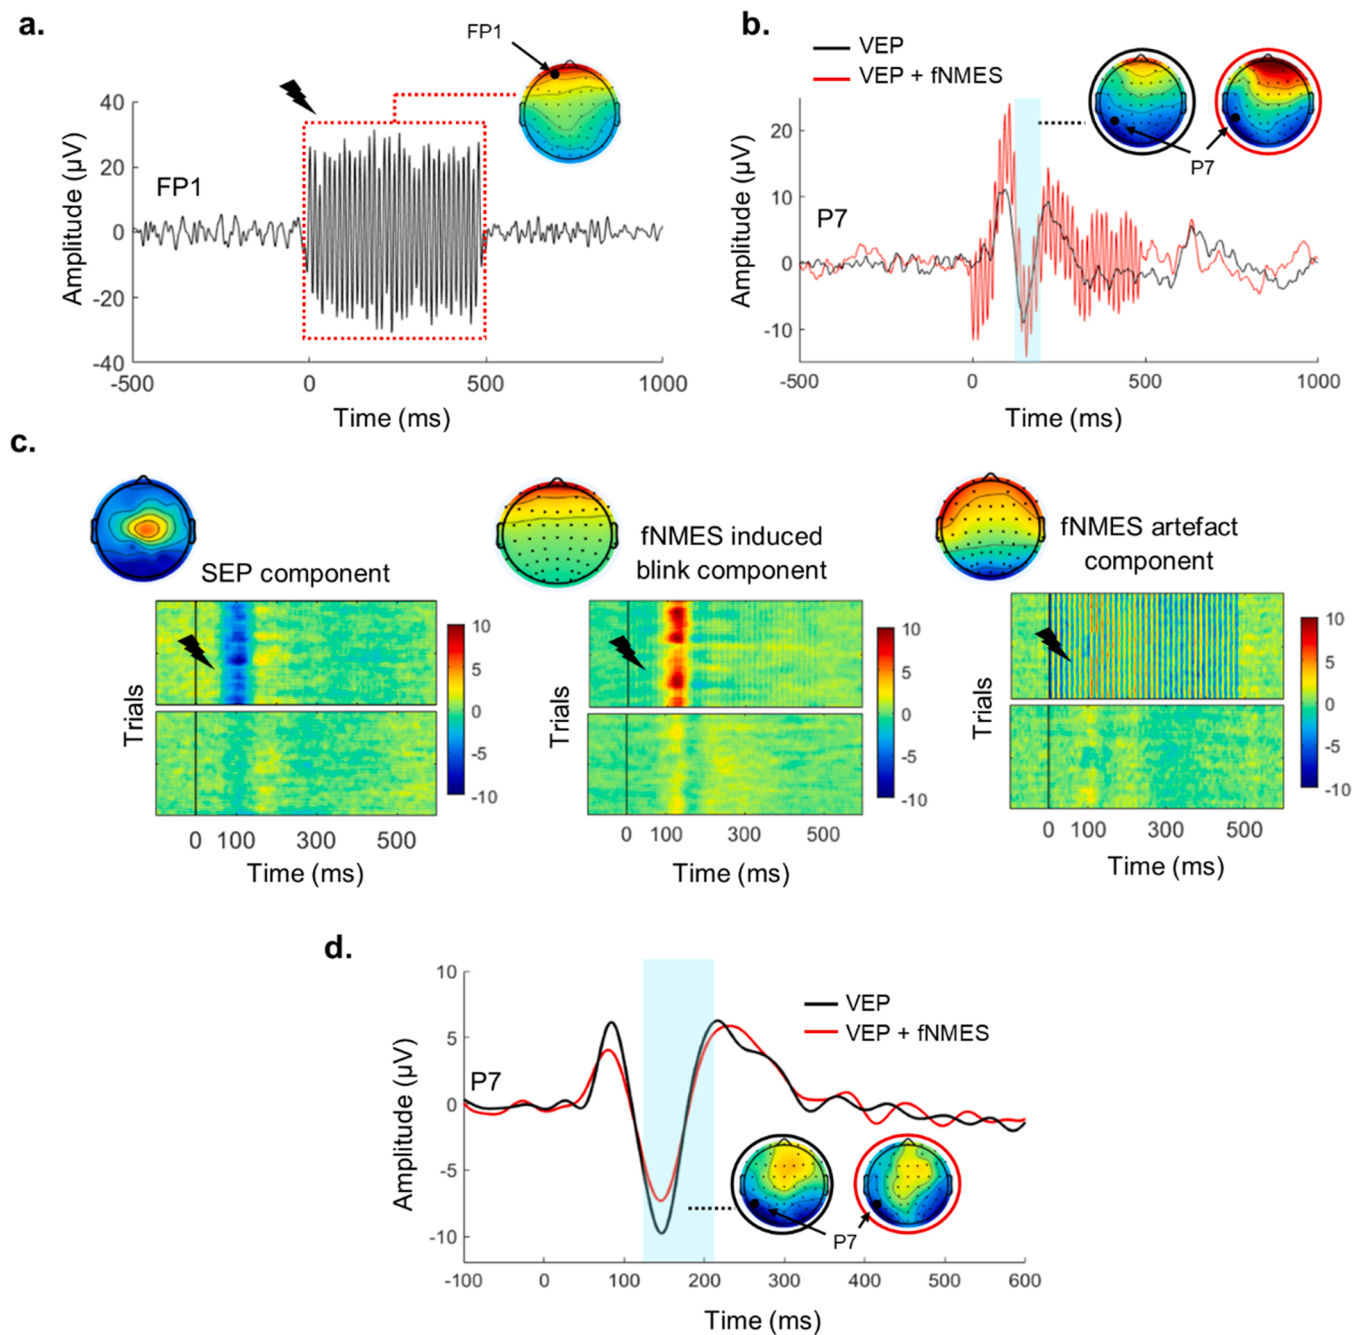 a.
FP1
FP1
Amplitude (µV)
40
20
0
-20
-40
-500
0
500
1000
Time (ms)
b.
VEP
VEP + fNMES
P7
P7
Amplitude (µV)
20
10
0
-10
-500
0
500
1000
Time (ms)
c.
SEP component
Trials
10
5
0
-5
-10
0 100 300 500
Time (ms)
fNMES induced
blink component
Trials
10
5
0
-5
-10
0 100 300 500
Time (ms)
fNMES artefact
component
Trials
10
5
0
-5
-10
0 100 300 500
Time (ms)
d.
VEP
VEP + fNMES
P7
P7
Amplitude (µV)
10
5
0
-5
-10
-100 0 100 200 300 400 500 600
Time (ms)